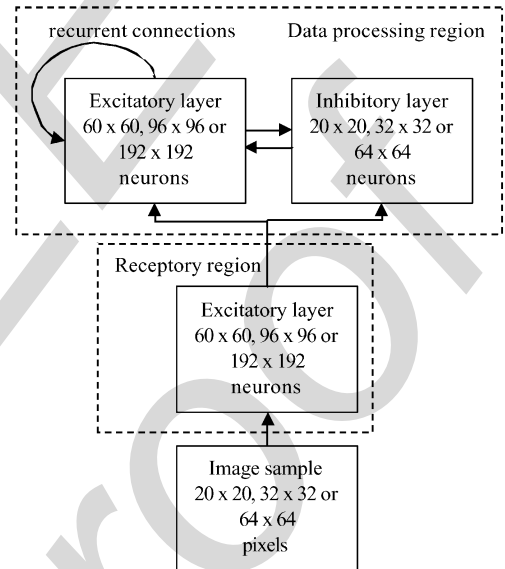 recurrent connections
Data processing region
Excitatory layer
60 x 60, 96 x 96 or
192 x 192
neurons
Inhibitory layer
20 x 20, 32 x 32 or
64 x 64
neurons
Receptory region
Excitatory layer
60 x 60, 96 x 96 or
192 x 192
neurons
Image sample
20 x 20, 32 x 32 or
64 x 64
pixels